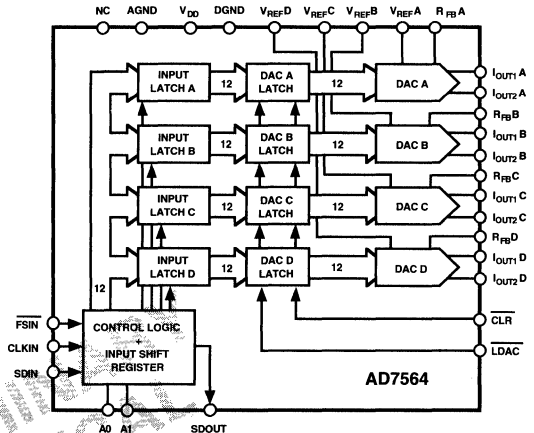 NC AGND VDD DGND VREFD VREFC VREFB VREFA RFBA
INPUT LATCH A
12
DAC A LATCH
12
DAC A
IOUT1 A
IOUT2 A
RFBB
INPUT LATCH B
12
DAC B LATCH
12
DAC B
IOUT1 B
IOUT2 B
RFBC
INPUT LATCH C
12
DAC C LATCH
12
DAC C
IOUT1 C
IOUT2 C
RFBD
INPUT LATCH D
12
DAC D LATCH
12
DAC D
IOUT1 D
IOUT2 D
12
FSIN
CLKIN
SDIN
CONTROL LOGIC
+
INPUT SHIFT
REGISTER
CLR
LDAC
AD7564
A0 A1 SDOUT